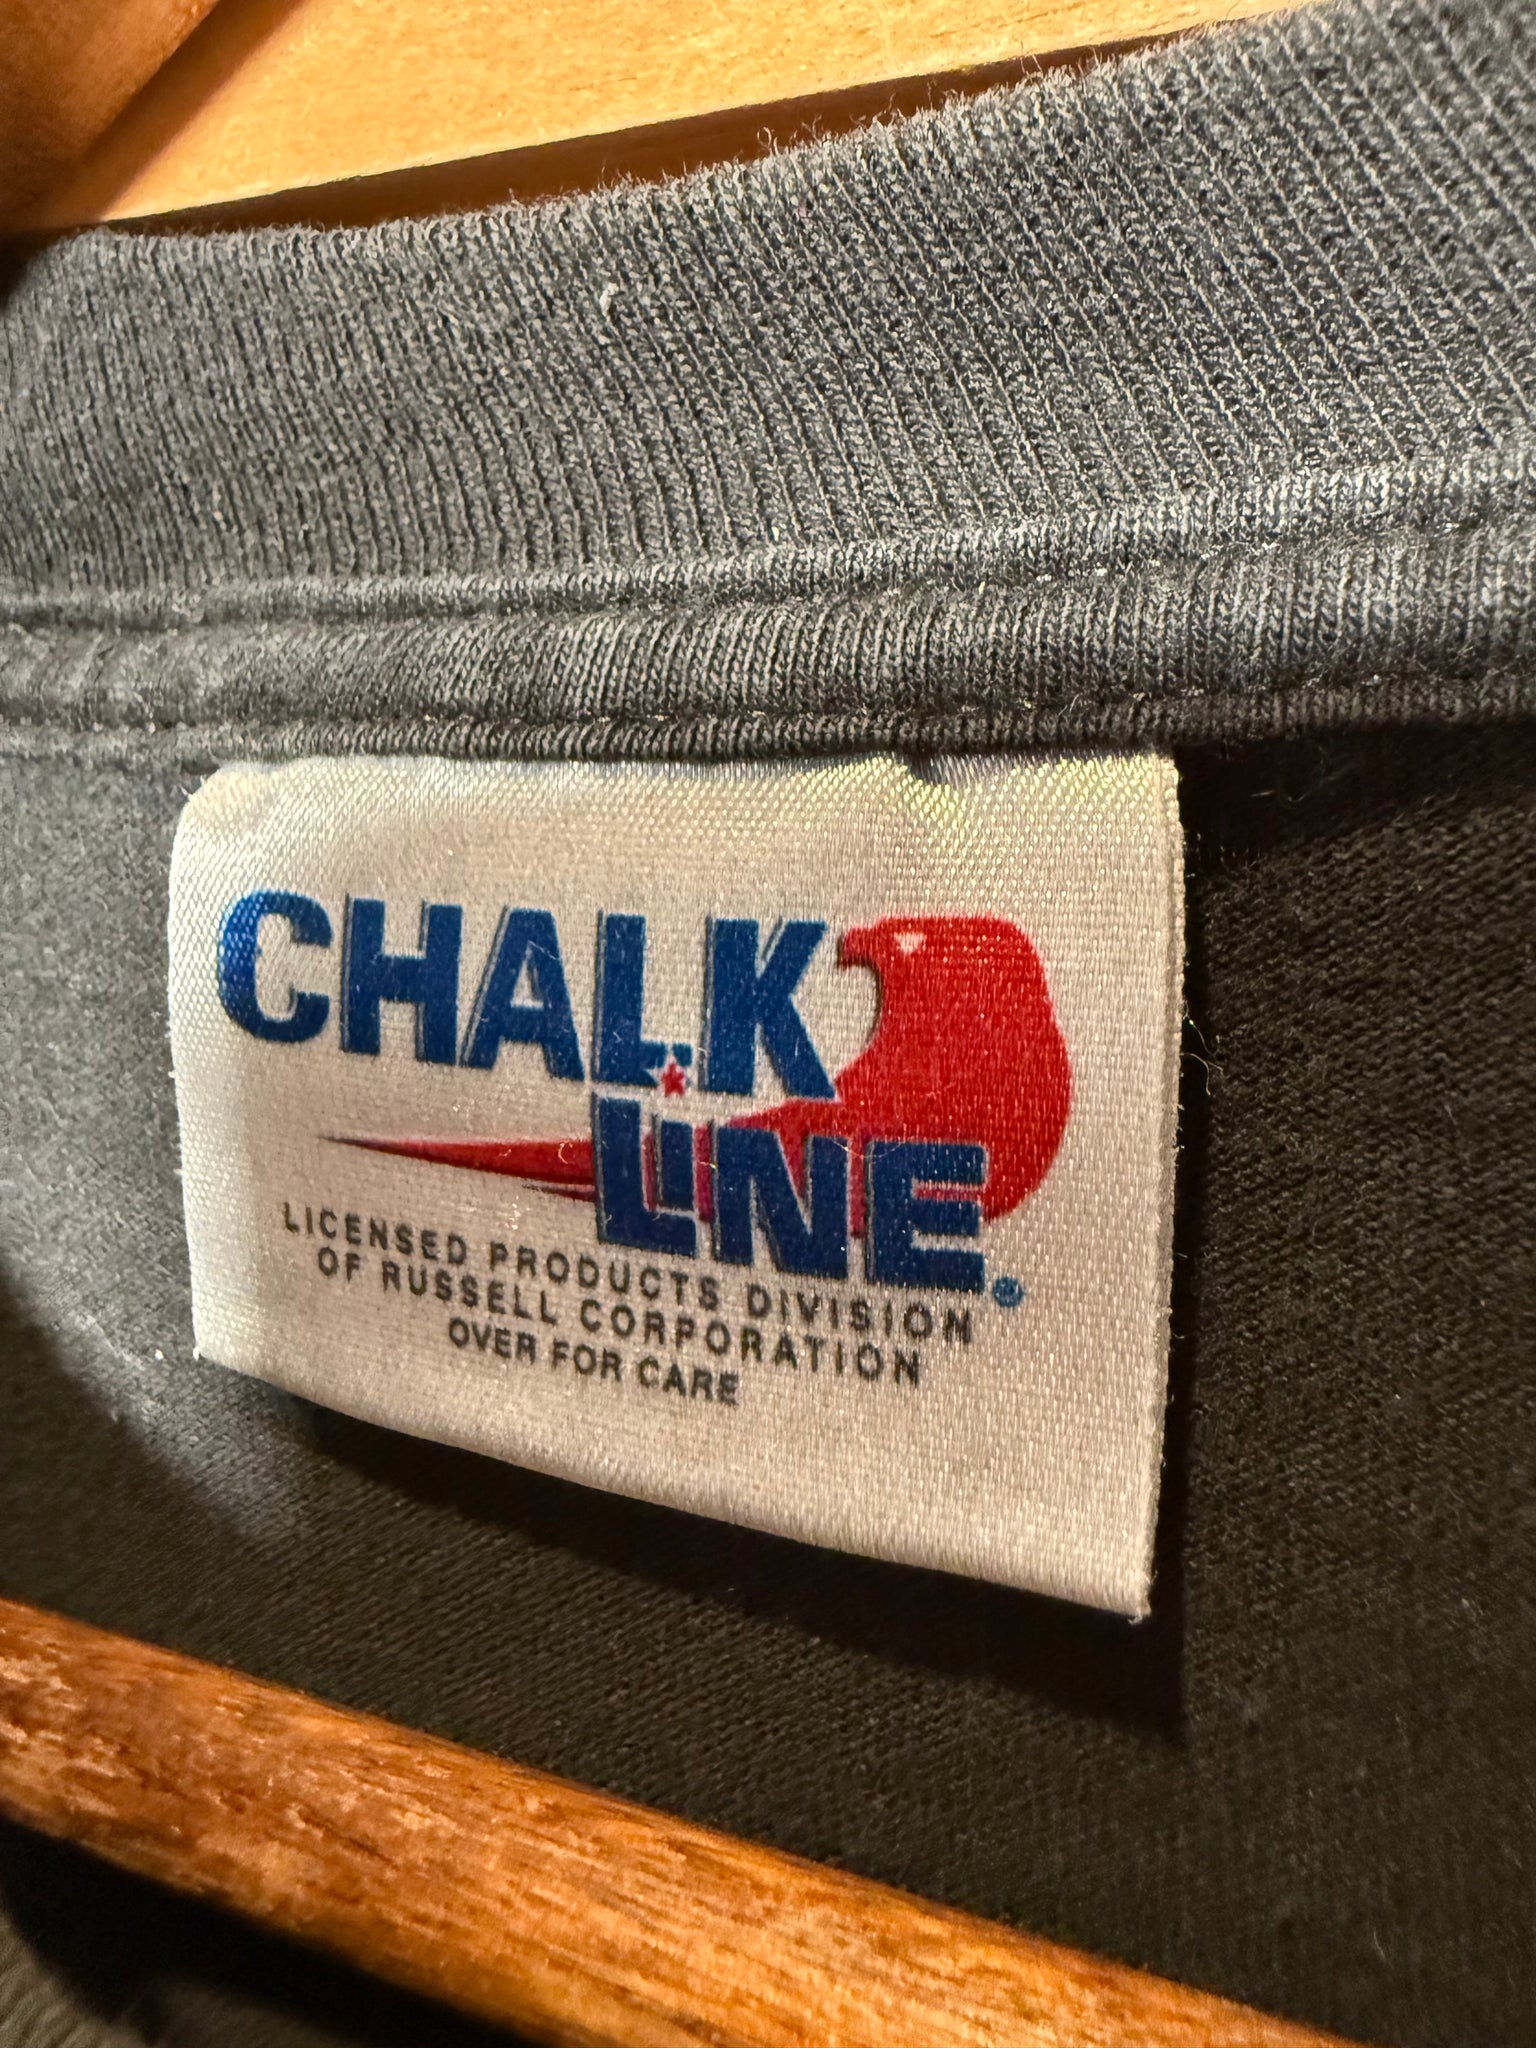 CHALK
LINE®
LICENSED PRODUCTS DIVISION
OF RUSSELL CORPORATION
OVER FOR CARE